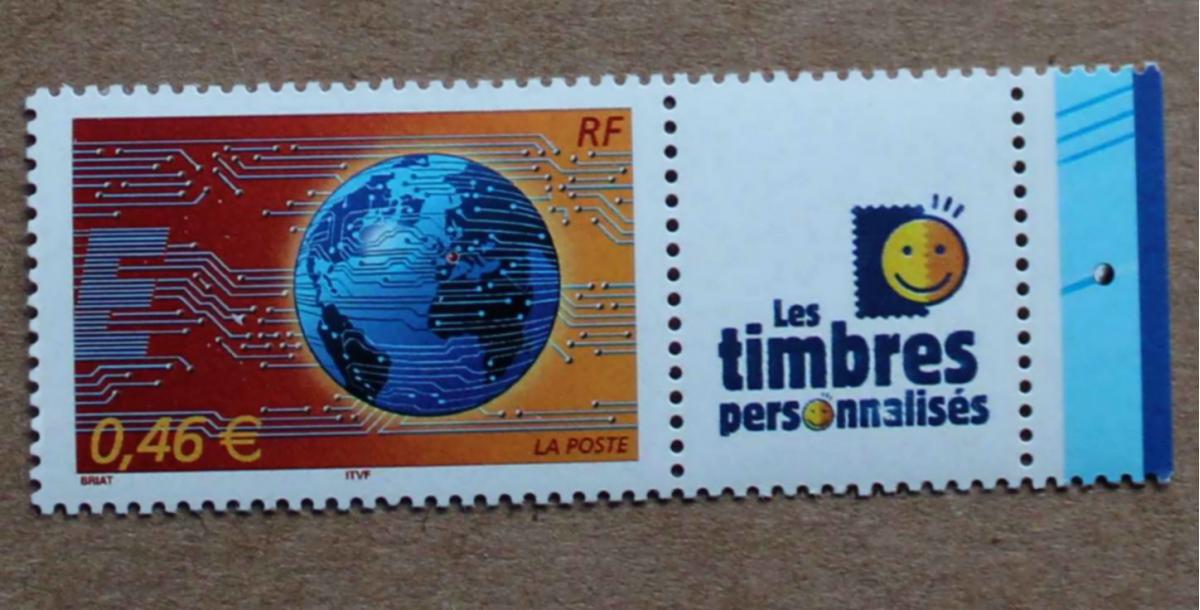 RF
0,46 €
LA POSTE
BRIAT
ITVF
Les
timbres
personnalisés